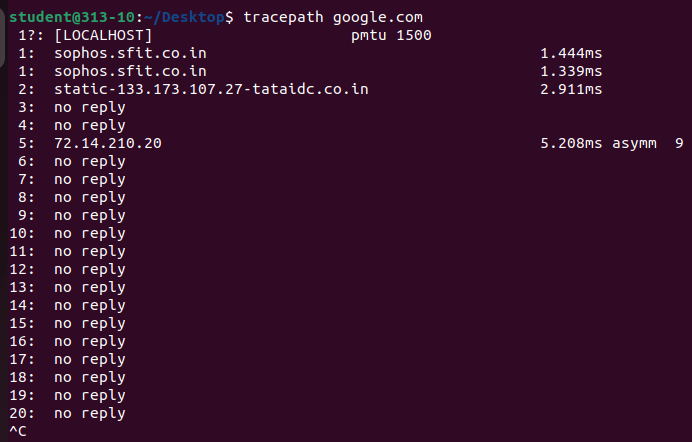 student@313-10:~/Desktop$ tracepath google.com
 1?: [LOCALHOST]                      pmtu 1500
 1:  sophos.sfit.co.in                                     1.444ms
 1:  sophos.sfit.co.in                                     1.339ms
 2:  static-133.173.107.27-tataidc.co.in                   2.911ms
 3:  no reply
 4:  no reply
 5:  72.14.210.20                                          5.208ms asymm  9
 6:  no reply
 7:  no reply
 8:  no reply
 9:  no reply
10:  no reply
11:  no reply
12:  no reply
13:  no reply
14:  no reply
15:  no reply
16:  no reply
17:  no reply
18:  no reply
19:  no reply
20:  no reply
^C